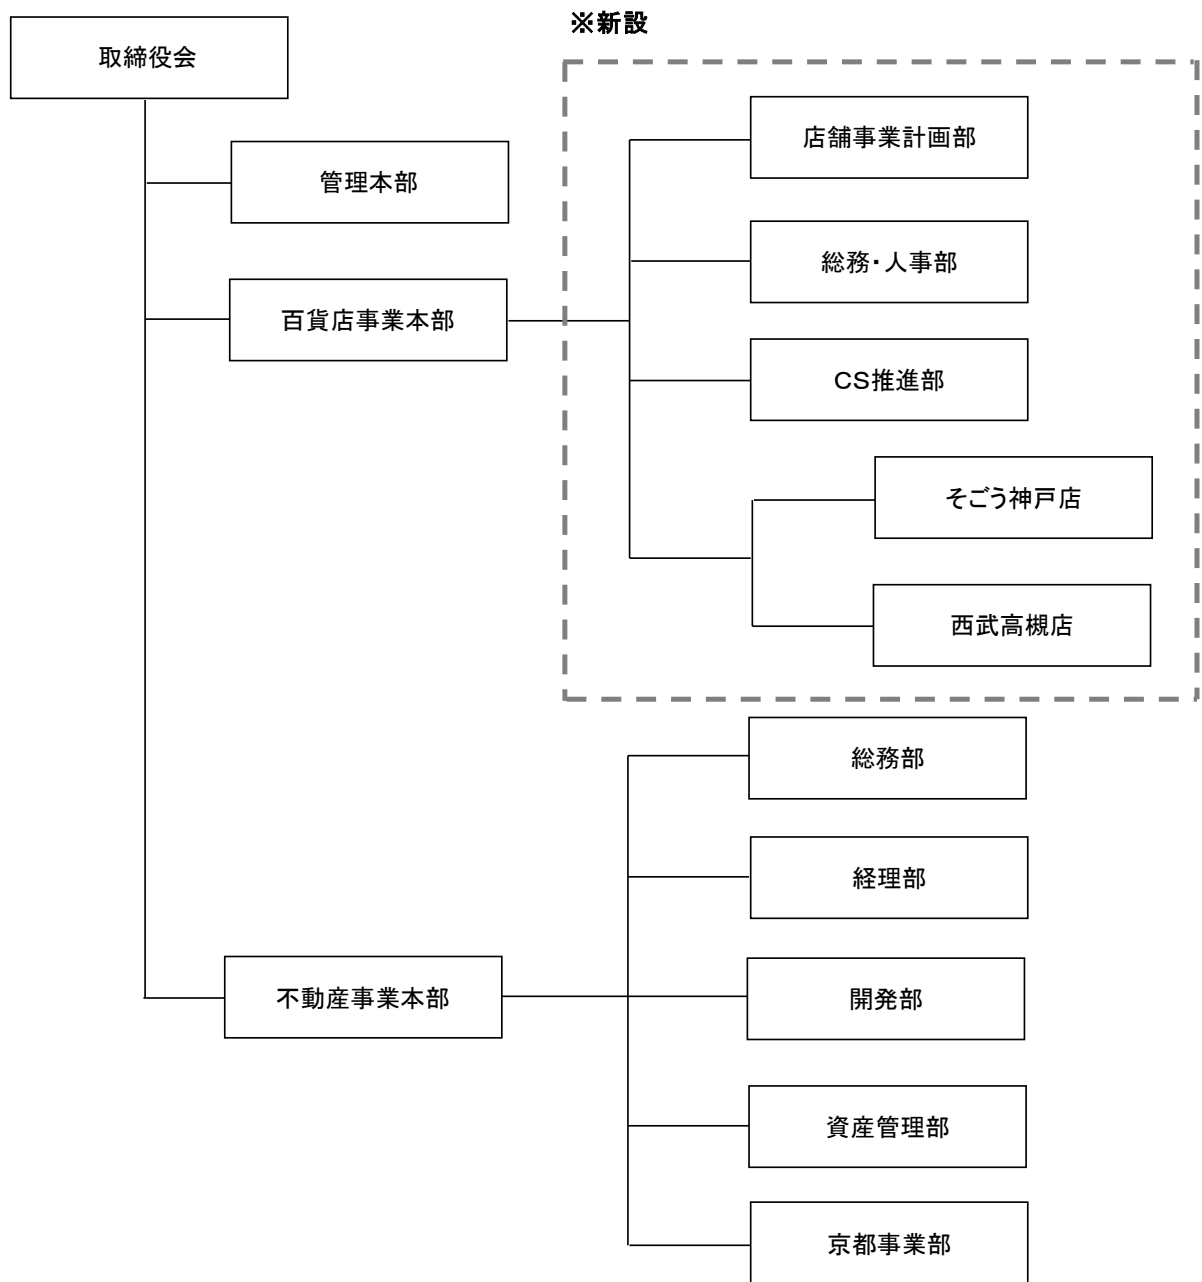 ※新設
取締役会
管理本部
百貨店事業本部
店舗事業計画部
総務・人事部
CS推進部
そごう神戸店
西武高槻店
不動産事業本部
総務部
経理部
開発部
資産管理部
京都事業部